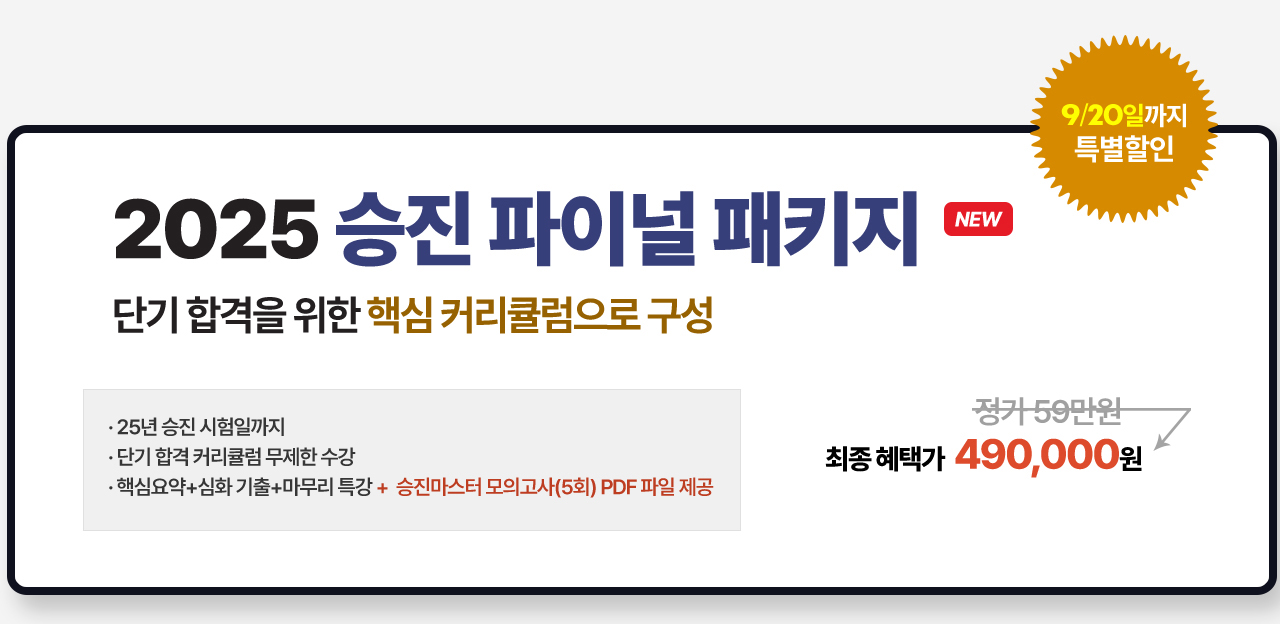 9/20일까지
특별할인
2025 승진 파이널 패키지 NEW
단기 합격을 위한 핵심 커리큘럼으로 구성
· 25년 승진 시험일까지
· 단기 합격 커리큘럼 무제한 수강
· 핵심요약+심화 기출+마무리 특강 + 승진마스터 모의고사(5회) PDF 파일 제공
정가 59만원
최종 혜택가 490,000원